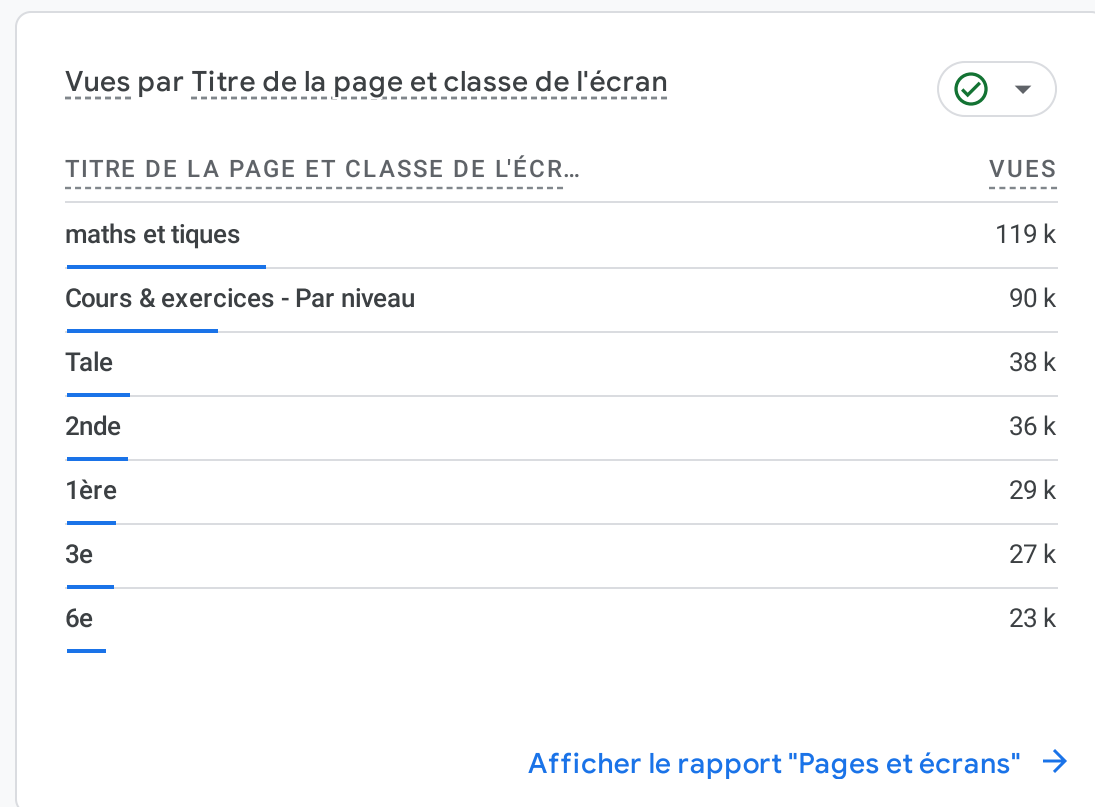 Vues par Titre de la page et classe de l'écran
TITRE DE LA PAGE ET CLASSE DE L'ÉCR… VUES
maths et tiques 119 k
Cours & exercices - Par niveau 90 k
Tale 38 k
2nde 36 k
1ère 29 k
3e 27 k
6e 23 k
Afficher le rapport "Pages et écrans"